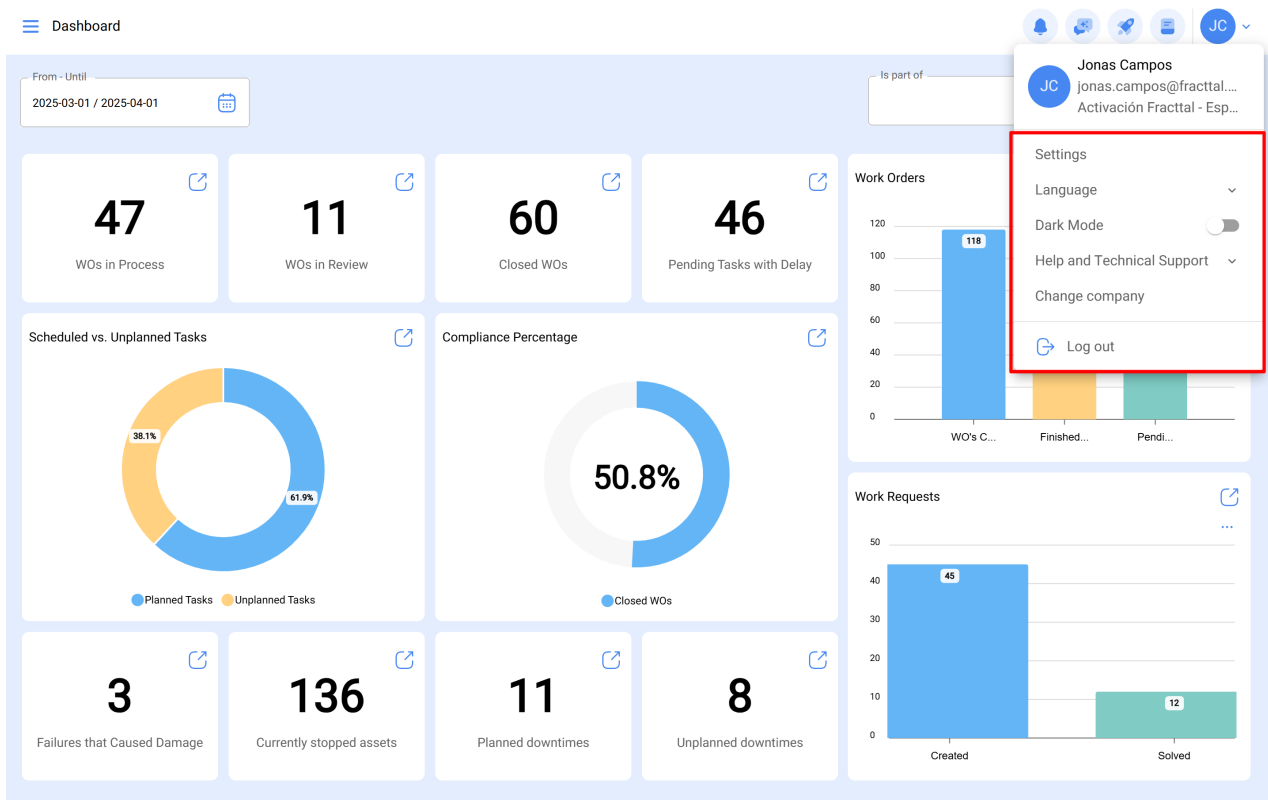 Dashboard
JC
From - Until
2025-03-01 / 2025-04-01
Is part of
JC
Jonas Campos
jonas.campos@fracttal....
Activación Fracttal - Esp...
Settings
Language
Dark Mode
Help and Technical Support
Change company
Log out
47
WOs in Process
11
WOs in Review
60
Closed WOs
46
Pending Tasks with Delay
Work Orders
120
100
80
60
40
20
0
118
WO's C...
Finished...
Pendi...
Scheduled vs. Unplanned Tasks
38.1%
61.9%
Planned Tasks
Unplanned Tasks
Compliance Percentage
50.8%
Closed WOs
Work Requests
...
50
40
30
20
10
0
45
12
Created
Solved
3
Failures that Caused Damage
136
Currently stopped assets
11
Planned downtimes
8
Unplanned downtimes